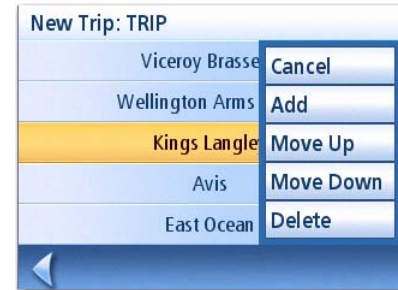 New Trip: TRIP
Viceroy Brasse
Wellington Arms
Kings Langle
Avis
East Ocean
Cancel
Add
Move Up
Move Down
Delete